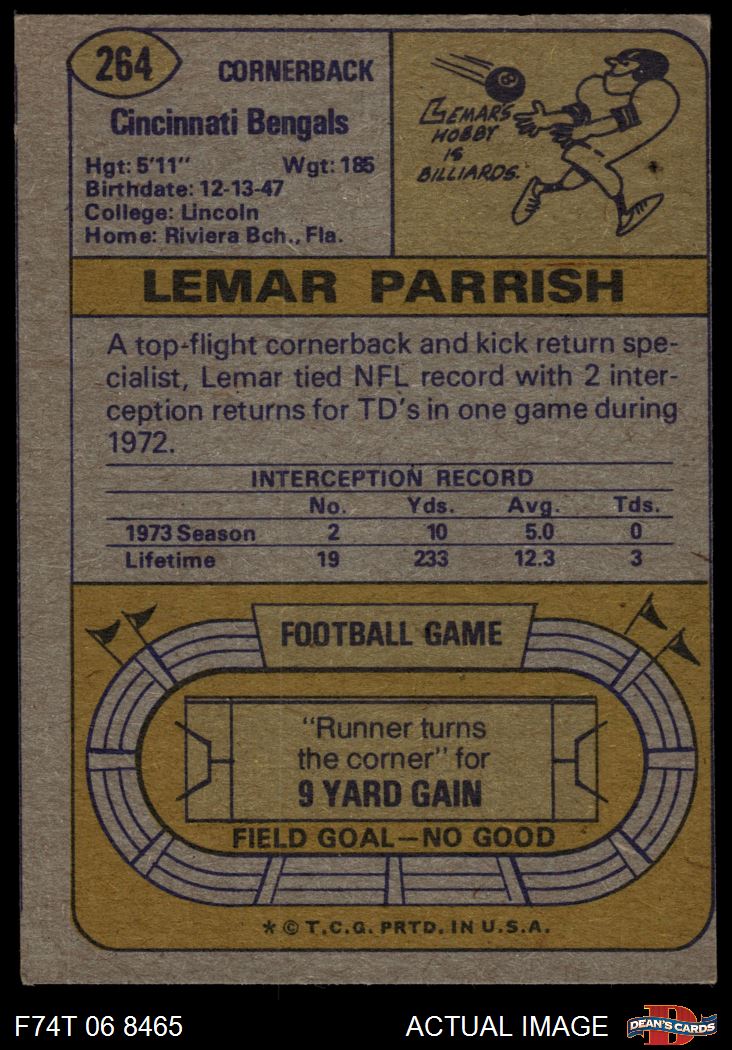 264
CORNERBACK
Cincinnati Bengals
Hgt: 5'11" Wgt: 185
Birthdate: 12-13-47
College: Lincoln
Home: Riviera Bch., Fla.
8
LEMAR'S
HOBBY
IS
BILLIARDS.
LEMAR PARRISH
A top-flight cornerback and kick return spe-
cialist, Lemar tied NFL record with 2 inter-
ception returns for TD's in one game during
1972.
INTERCEPTION RECORD
No. Yds. Avg. Tds.
1973 Season 2 10 5.0 0
Lifetime 19 233 12.3 3
FOOTBALL GAME
"Runner turns
the corner" for
9 YARD GAIN
FIELD GOAL—NO GOOD
* © T.C.G. PRTD. IN U.S.A.
F74T 06 8465
ACTUAL IMAGE
D
DEAN'S CARDS